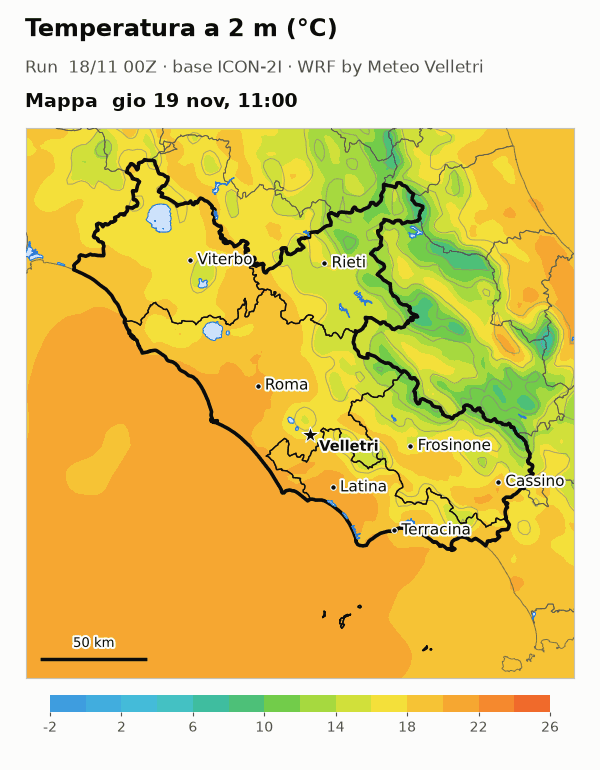 Temperatura a 2 m (°C)
Run  18/11 00Z · base ICON-2I · WRF by Meteo Velletri
Mappa  gio 19 nov, 11:00
Viterbo
Rieti
Roma
Velletri
Frosinone
Cassino
Latina
Terracina
50 km
-2 2 6 10 14 18 22 26